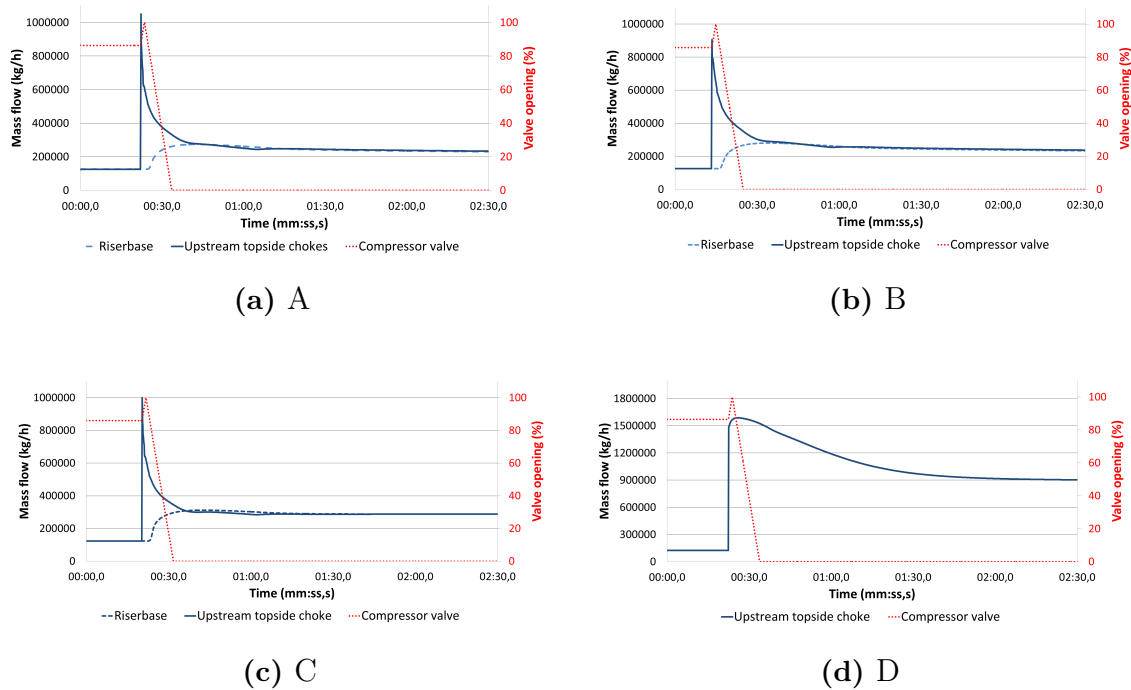 Mass flow (kg/h)
1000000
800000
600000
400000
200000
0
100
80
60
40
20
0
Valve opening (%)
00:00,0 00:30,0 01:00,0 01:30,0 02:00,0 02:30,0
Time (mm:ss,s)
Riserbase Upstream topside chokes Compressor valve
(a) A
Mass flow (kg/h)
1000000
800000
600000
400000
200000
0
100
80
60
40
20
0
Valve opening (%)
00:00,0 00:30,0 01:00,0 01:30,0 02:00,0 02:30,0
Time (mm:ss,s)
Riserbase Upstream topside choke Compressor valve
(b) B
Mass flow (kg/h)
1000000
800000
600000
400000
200000
0
100
80
60
40
20
0
Valve opening (%)
00:00,0 00:30,0 01:00,0 01:30,0 02:00,0 02:30,0
Time (mm:ss,s)
Riserbase Upstream topside choke Compressor valve
(c) C
Mass flow (kg/h)
1800000
1500000
1200000
900000
600000
300000
0
100
80
60
40
20
0
Valve opening (%)
00:00,0 00:30,0 01:00,0 01:30,0 02:00,0 02:30,0
Time (mm:ss,s)
Upstream topside choke Compressor valve
(d) D